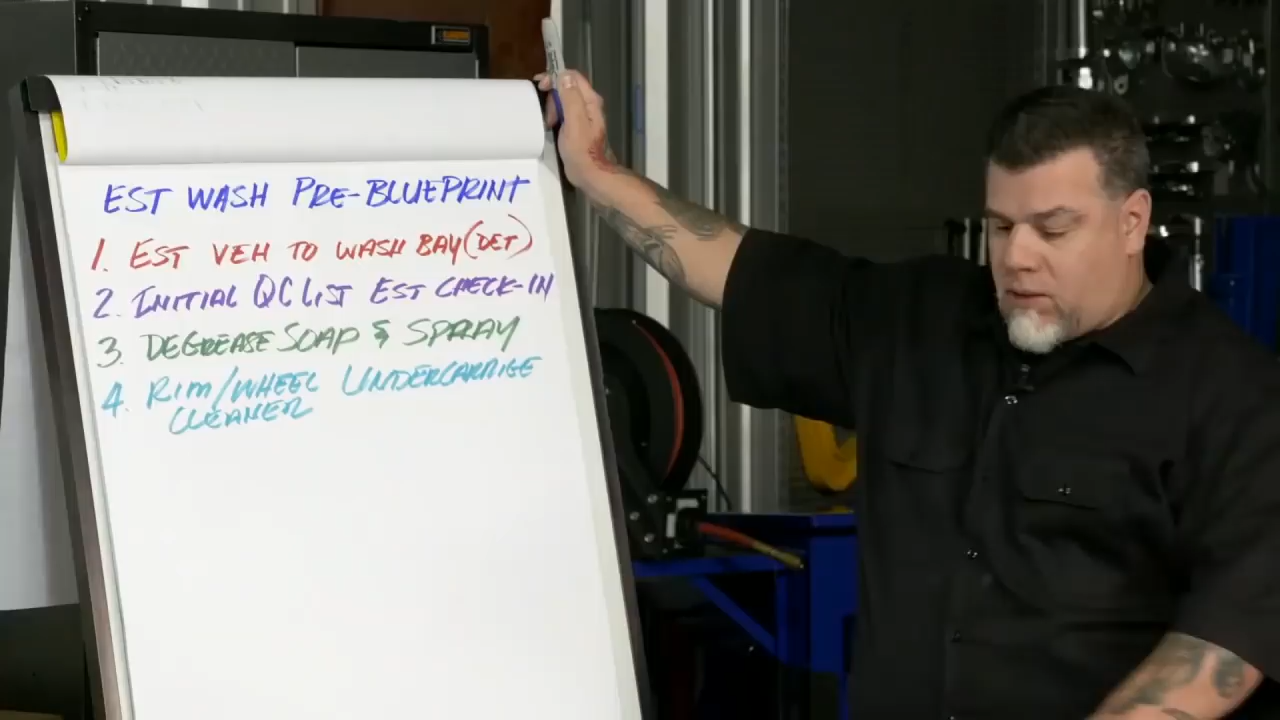 EST WASH PRE-BLUEPRINT
1. EST VEH TO WASH BAY (DET)
2. INITIAL QC LIST EST CHECK-IN
3. DEGREASE SOAP & SPRAY
4. RIM/WHEEL UNDERCARRIGE
CLEANER